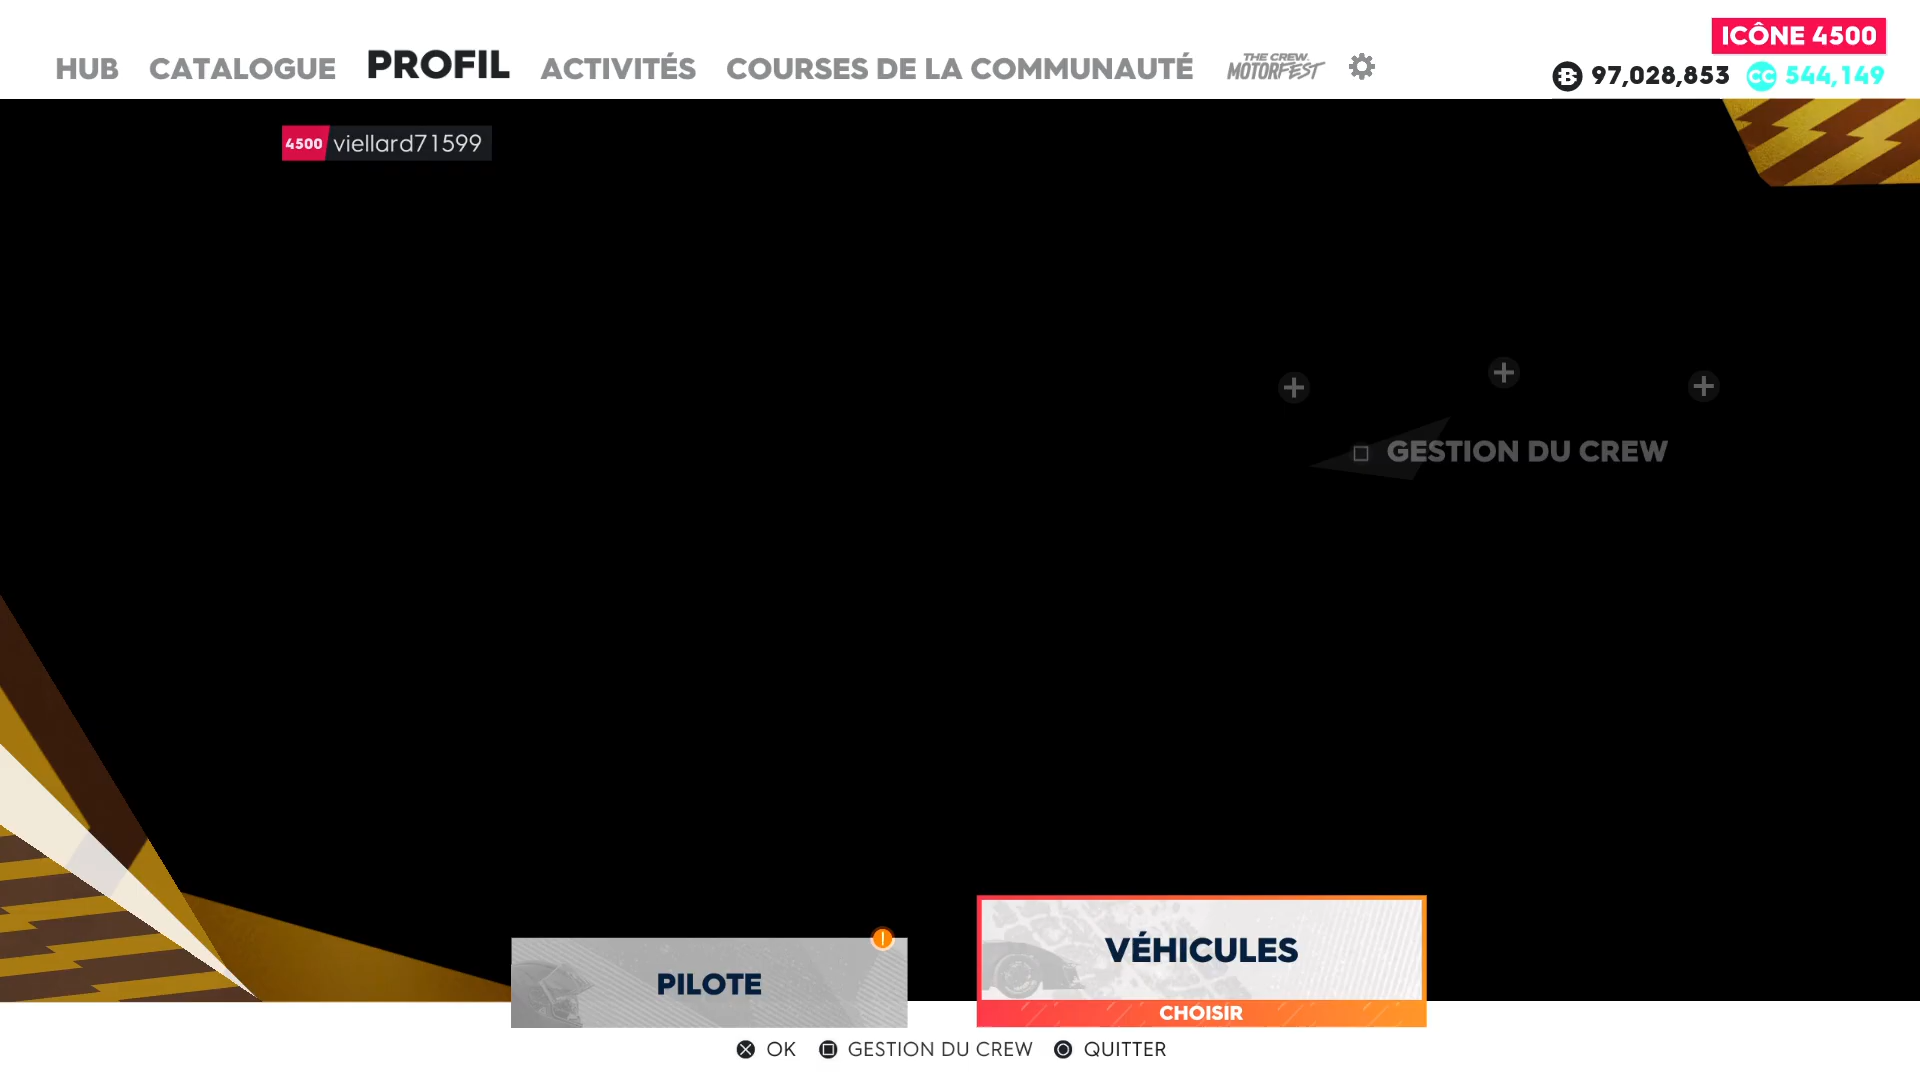 ICÔNE 4500
HUB CATALOGUE PROFIL ACTIVITÉS COURSES DE LA COMMUNAUTÉ THE CREW. MOTORFEST
97,028,853 CC 544,149
4500 viellard71599
GESTION DU CREW
VÉHICULES
PILOTE
CHOISIR
OK GESTION DU CREW QUITTER